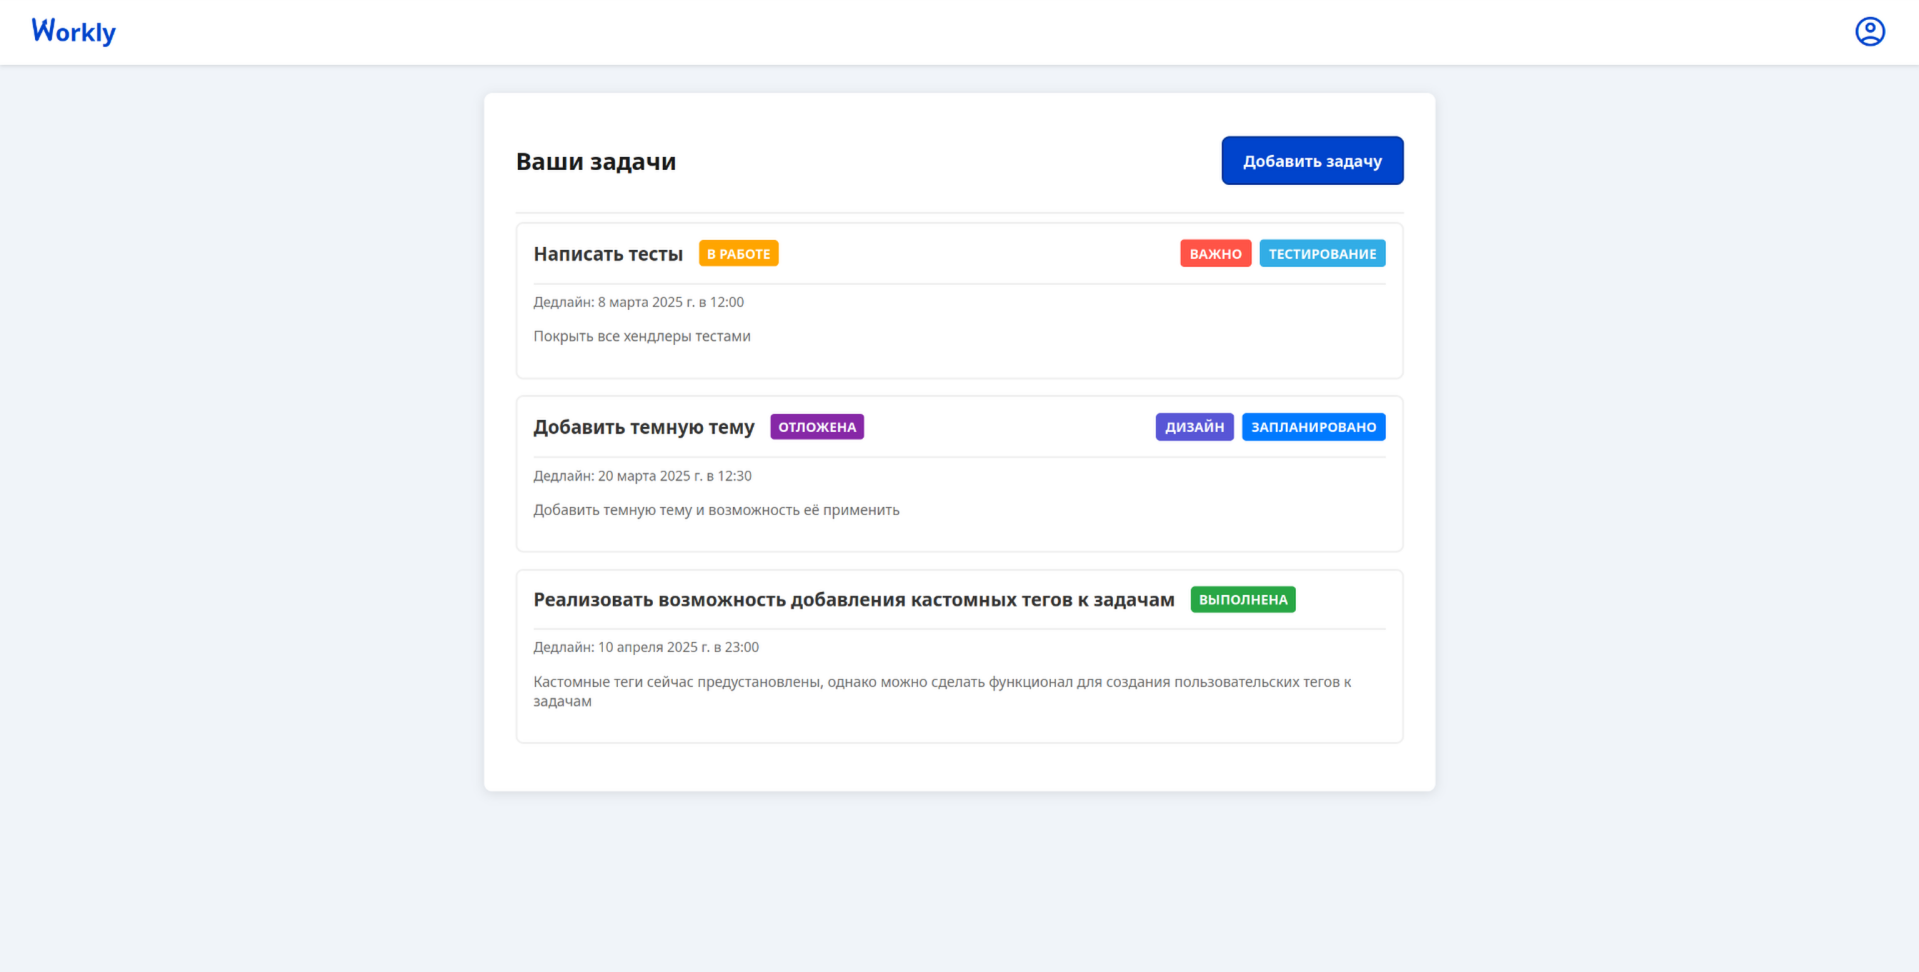 Workly
Ваши задачи
Добавить задачу
Написать тесты В РАБОТЕ ВАЖНО ТЕСТИРОВАНИЕ
Дедлайн: 8 марта 2025 г. в 12:00
Покрыть все хендлеры тестами
Добавить темную тему ОТЛОЖЕНА ДИЗАЙН ЗАПЛАНИРОВАНО
Дедлайн: 20 марта 2025 г. в 12:30
Добавить темную тему и возможность её применить
Реализовать возможность добавления кастомных тегов к задачам ВЫПОЛНЕНА
Дедлайн: 10 апреля 2025 г. в 23:00
Кастомные теги сейчас предустановлены, однако можно сделать функционал для создания пользовательских тегов к
задачам